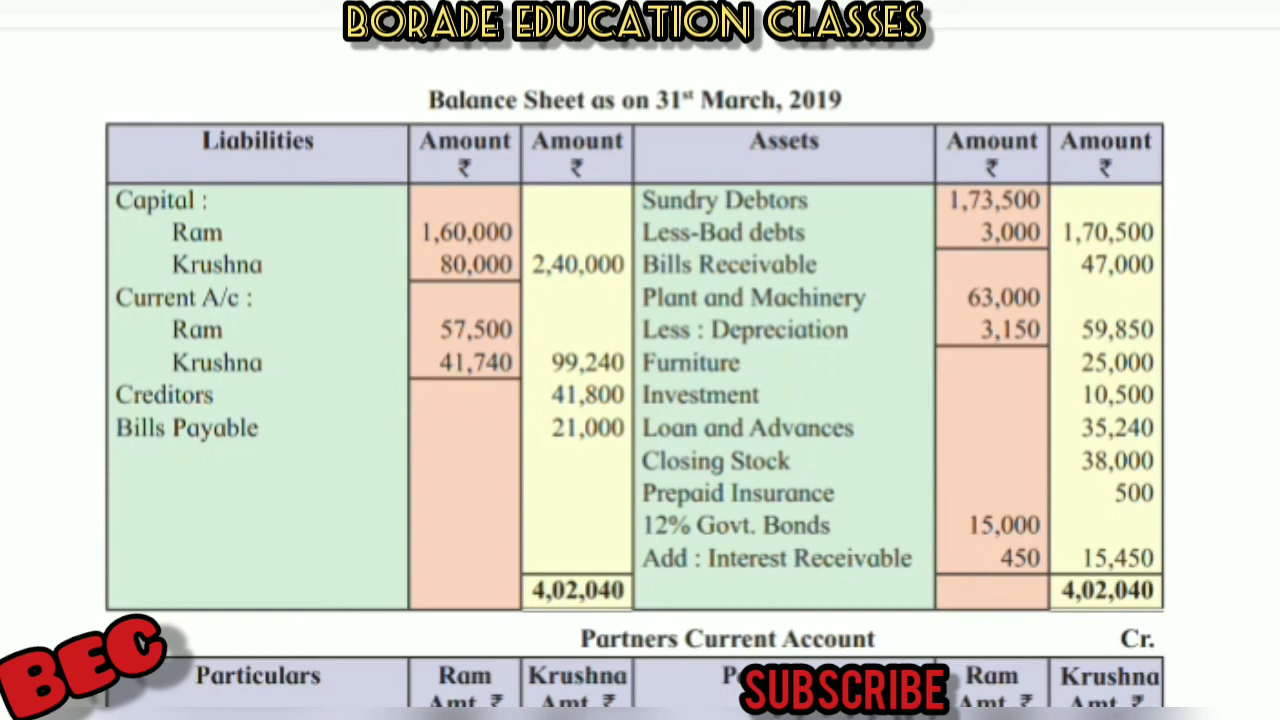 BORADE EDUCATION CLASSES
Balance Sheet as on 31st March, 2019
Liabilities Amount ₹ Amount ₹ Assets Amount ₹ Amount ₹
Capital : Sundry Debtors 1,73,500
Ram 1,60,000 Less-Bad debts 3,000 1,70,500
Krushna 80,000 2,40,000 Bills Receivable 47,000
Current A/c : Plant and Machinery 63,000
Ram 57,500 Less : Depreciation 3,150 59,850
Krushna 41,740 99,240 Furniture 25,000
Creditors 41,800 Investment 10,500
Bills Payable 21,000 Loan and Advances 35,240
Closing Stock 38,000
Prepaid Insurance 500
12% Govt. Bonds 15,000
Add : Interest Receivable 450 15,450
4,02,040 4,02,040
Partners Current Account Cr.
Particulars Ram Krushna Ram Krushna
Amt. ₹ Amt. ₹ Amt. ₹ Amt. ₹
BEC
SUBSCRIBE